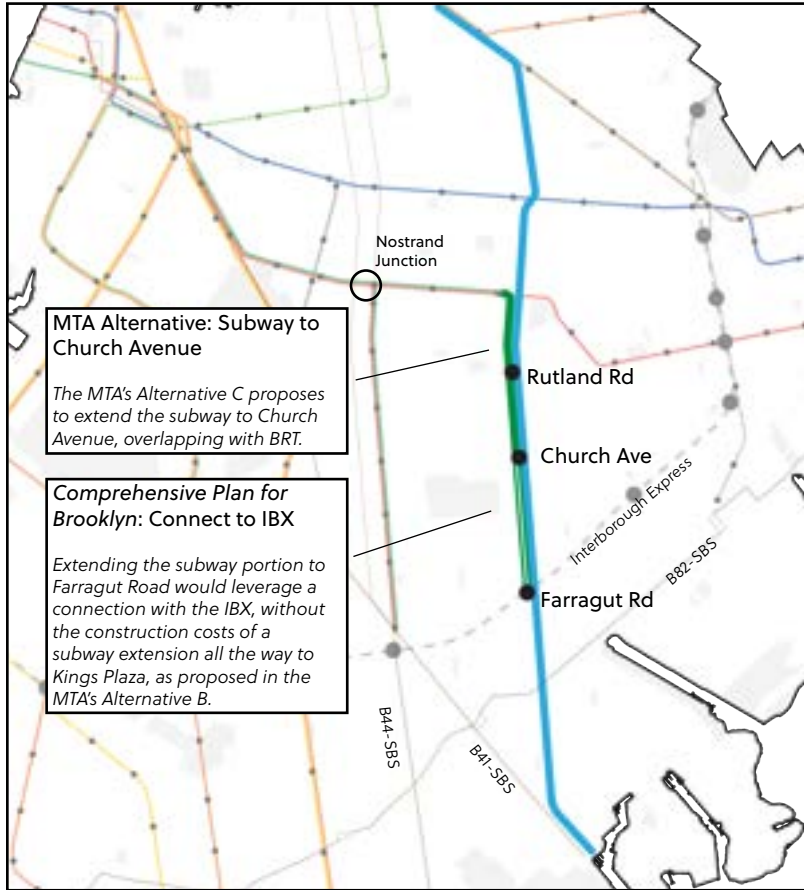 Nostrand
Junction
MTA Alternative: Subway to
Church Avenue
The MTA's Alternative C proposes
to extend the subway to Church
Avenue, overlapping with BRT.
Rutland Rd
Church Ave
Comprehensive Plan for
Brooklyn: Connect to IBX
Extending the subway portion to
Farragut Road would leverage a
connection with the IBX, without
the construction costs of a
subway extension all the way to
Kings Plaza, as proposed in the
MTA's Alternative B.
Interborough Express
B82-SBS
Farragut Rd
B44-SBS
B41-SBS